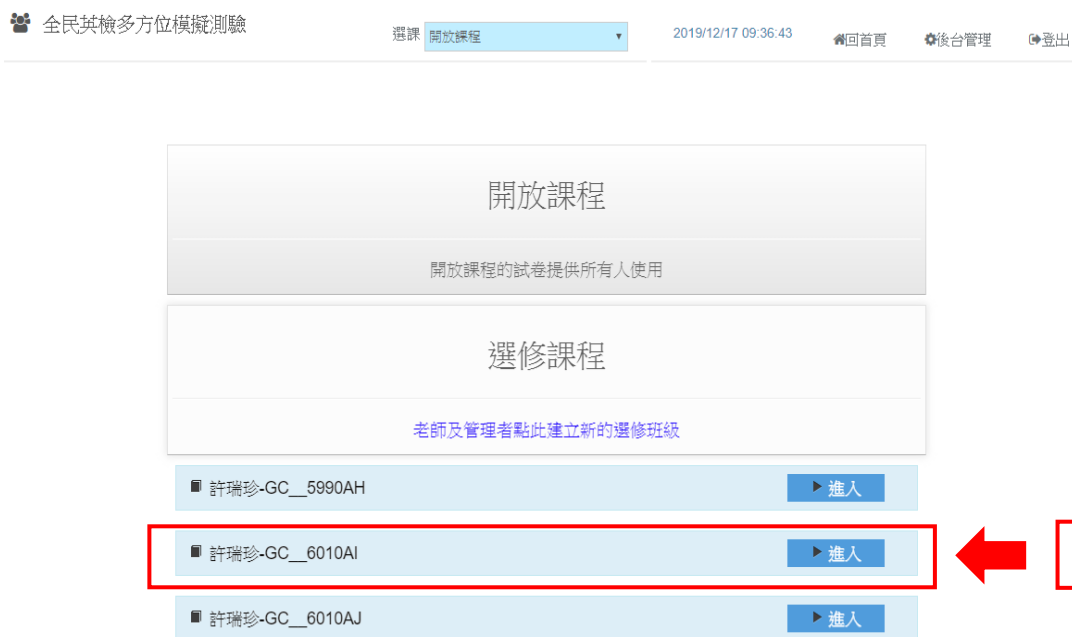 全民英檢多方位模擬測驗 選課 開放課程 2019/12/17 09:36:43 回首頁 後台管理 登出
開放課程
開放課程的試卷提供所有人使用
選修課程
老師及管理者點此建立新的選修班級
許瑞珍-GC__5990AH 進入
許瑞珍-GC__6010AI 進入
許瑞珍-GC__6010AJ 進入